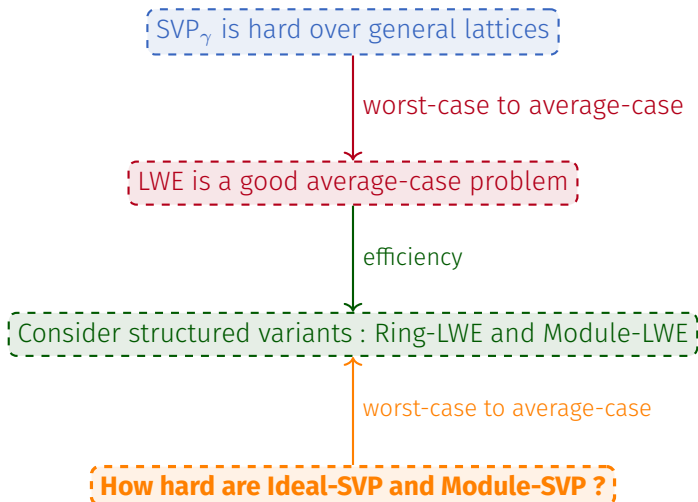 SVPγ is hard over general lattices
worst-case to average-case
LWE is a good average-case problem
efficiency
Consider structured variants : Ring-LWE and Module-LWE
worst-case to average-case
How hard are Ideal-SVP and Module-SVP ?